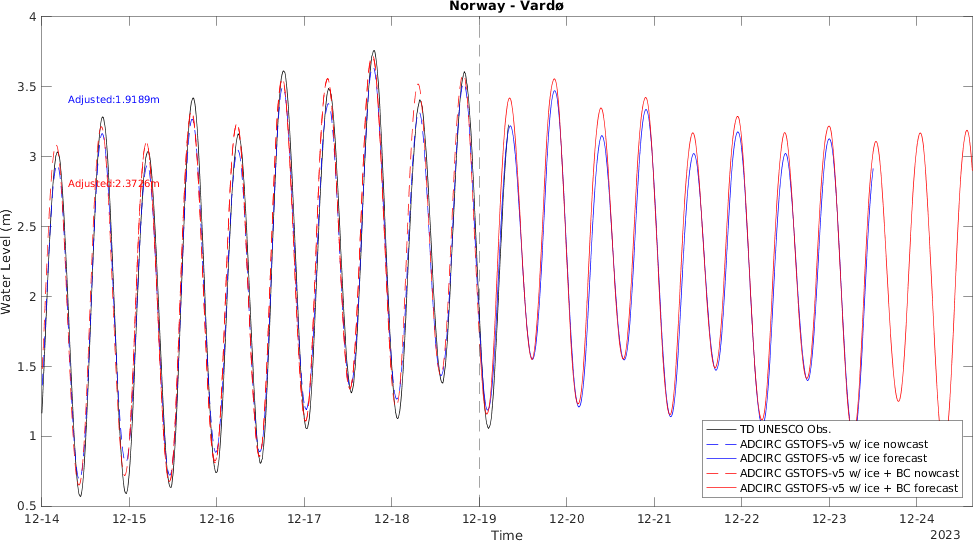 Norway - Vardø
4
3.5
3
2.5
2
1.5
1
0.5
Water Level (m)
Adjusted:1.9189m
Adjusted:2.3726m
TD UNESCO Obs.
ADCIRC GSTOFS-v5 w/ ice nowcast
ADCIRC GSTOFS-v5 w/ ice forecast
ADCIRC GSTOFS-v5 w/ ice + BC nowcast
ADCIRC GSTOFS-v5 w/ ice + BC forecast
12-14 12-15 12-16 12-17 12-18 12-19 12-20 12-21 12-22 12-23 12-24
Time
2023